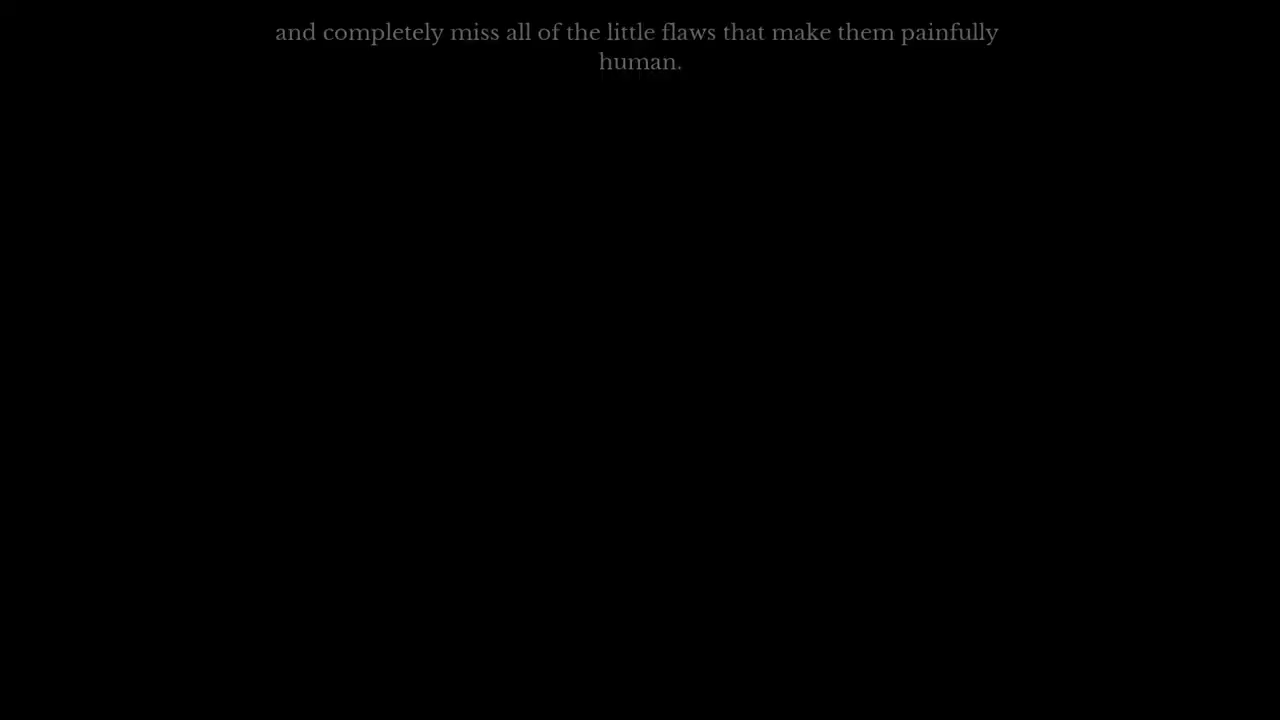 and completely miss all of the little flaws that make them painfully
human.